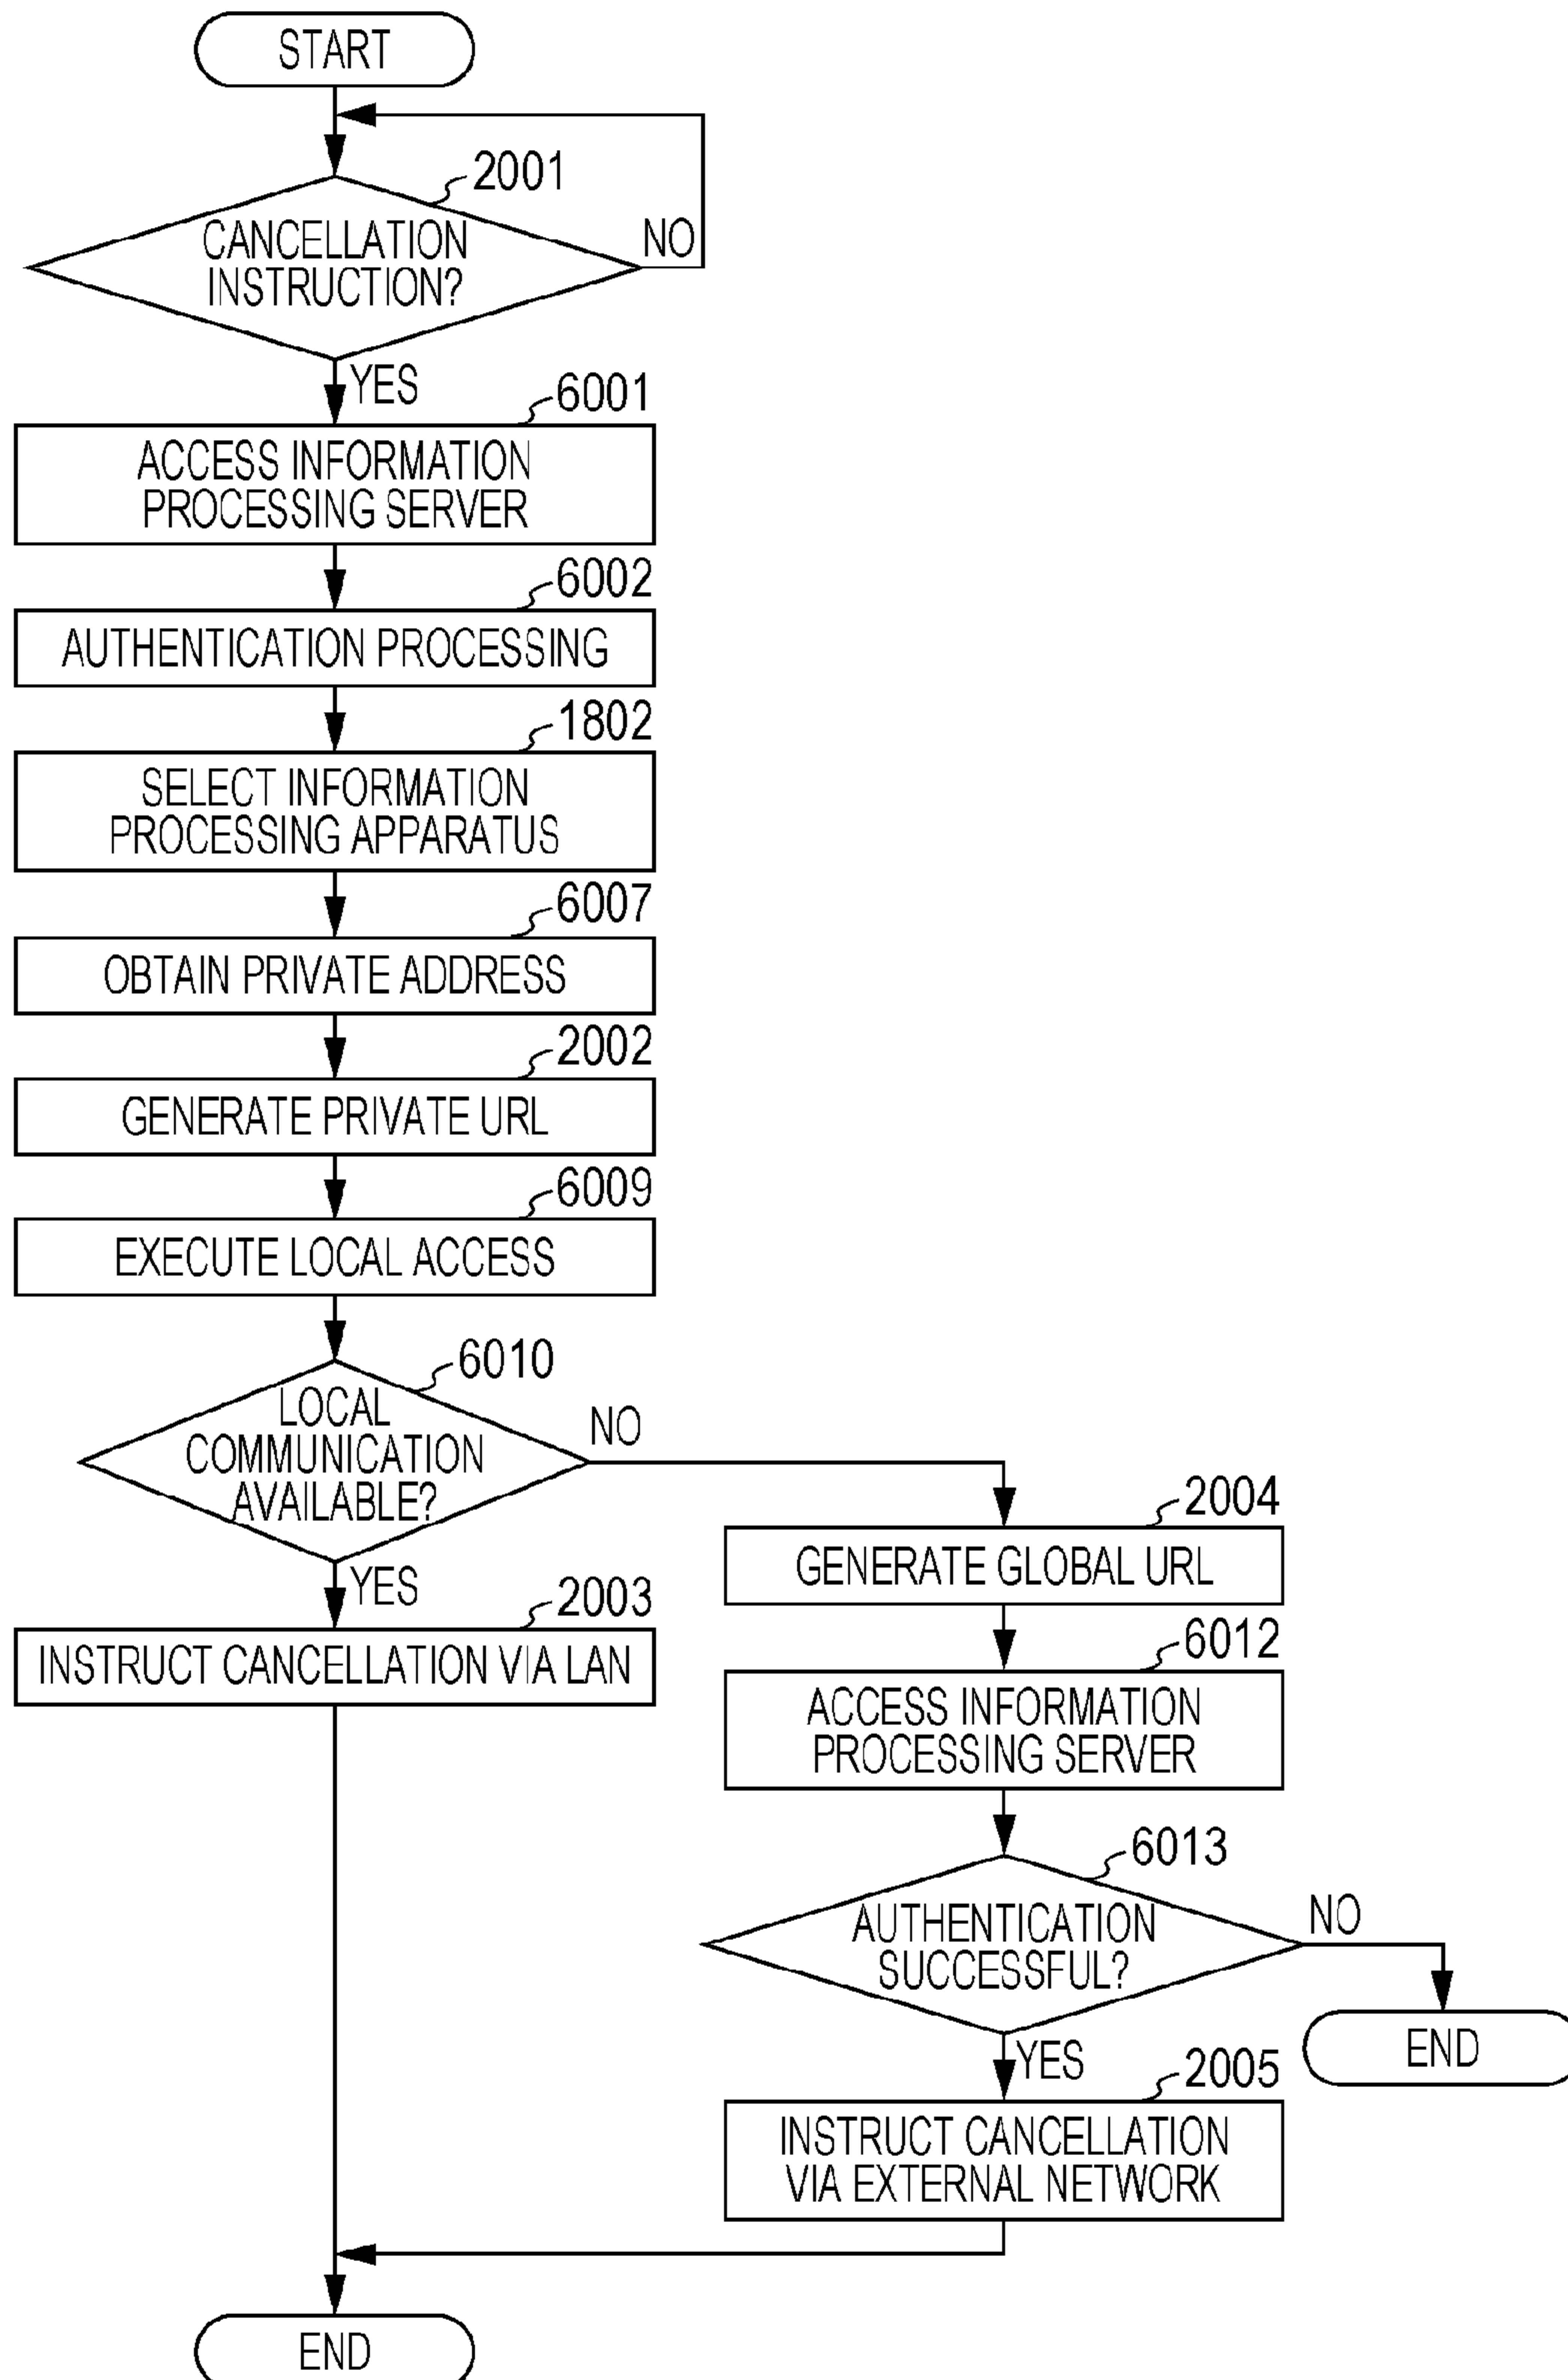 START
2001
CANCELLATION
INSTRUCTION?
NO
YES
6001
ACCESS INFORMATION
PROCESSING SERVER
6002
AUTHENTICATION PROCESSING
1802
SELECT INFORMATION
PROCESSING APPARATUS
6007
OBTAIN PRIVATE ADDRESS
2002
GENERATE PRIVATE URL
6009
EXECUTE LOCAL ACCESS
6010
LOCAL
COMMUNICATION
AVAILABLE?
NO
YES
2003
INSTRUCT CANCELLATION VIA LAN
2004
GENERATE GLOBAL URL
6012
ACCESS INFORMATION
PROCESSING SERVER
6013
AUTHENTICATION
SUCCESSFUL?
NO
END
YES
2005
INSTRUCT CANCELLATION
VIA EXTERNAL NETWORK
END